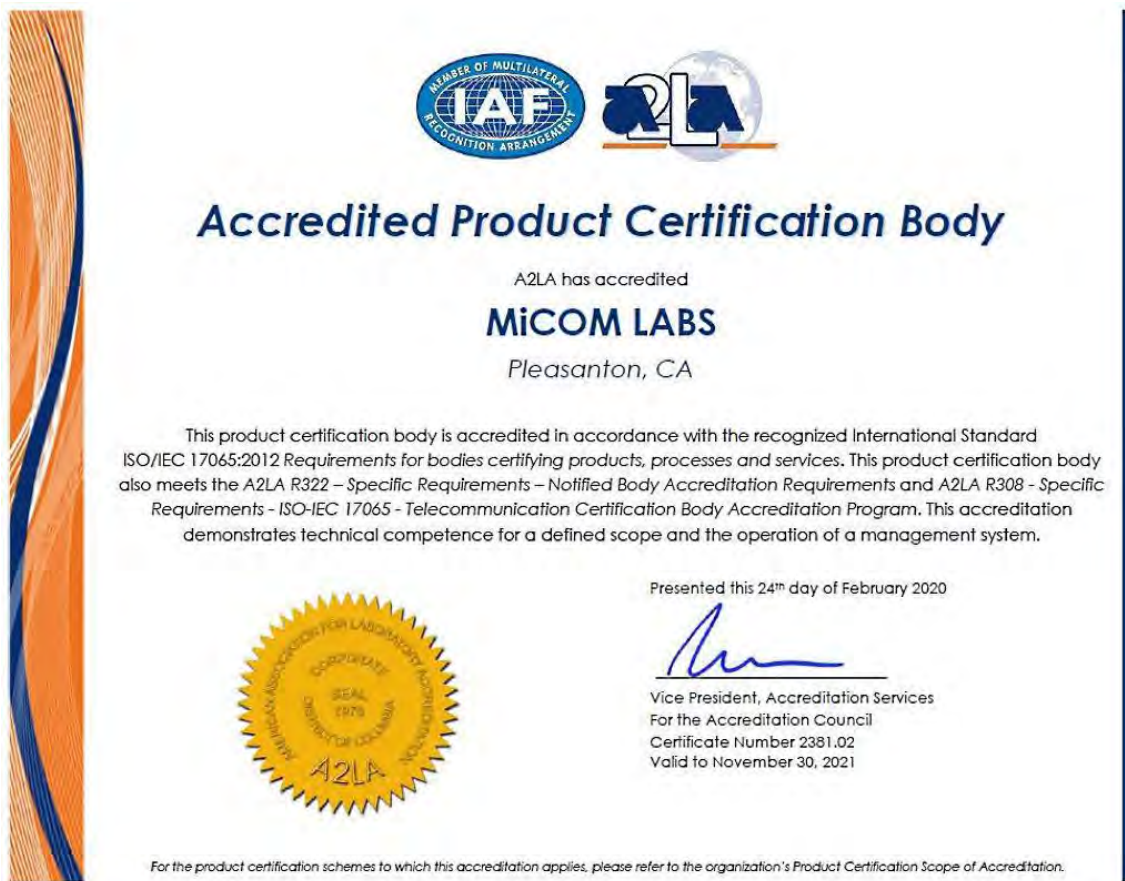 MEMBER OF MULTILATERAL
IAF
RECOGNITION ARRANGEMENT
a2La
Accredited Product Certification Body
A2LA has accredited
MiCOM LABS
Pleasanton, CA
This product certification body is accredited in accordance with the recognized International Standard
ISO/IEC 17065:2012 Requirements for bodies certifying products, processes and services. This product certification body
also meets the A2LA R322 – Specific Requirements – Notified Body Accreditation Requirements and A2LA R308 - Specific
Requirements - ISO-IEC 17065 - Telecommunication Certification Body Accreditation Program. This accreditation
demonstrates technical competence for a defined scope and the operation of a management system.
AMERICAN ASSOCIATION FOR LABORATORY ACCREDITATION
CORPORATE
SEAL
1978
DISTRICT OF COLUMBIA
A2LA
Presented this 24th day of February 2020
Vice President, Accreditation Services
For the Accreditation Council
Certificate Number 2381.02
Valid to November 30, 2021
For the product certification schemes to which this accreditation applies, please refer to the organization's Product Certification Scope of Accreditation.